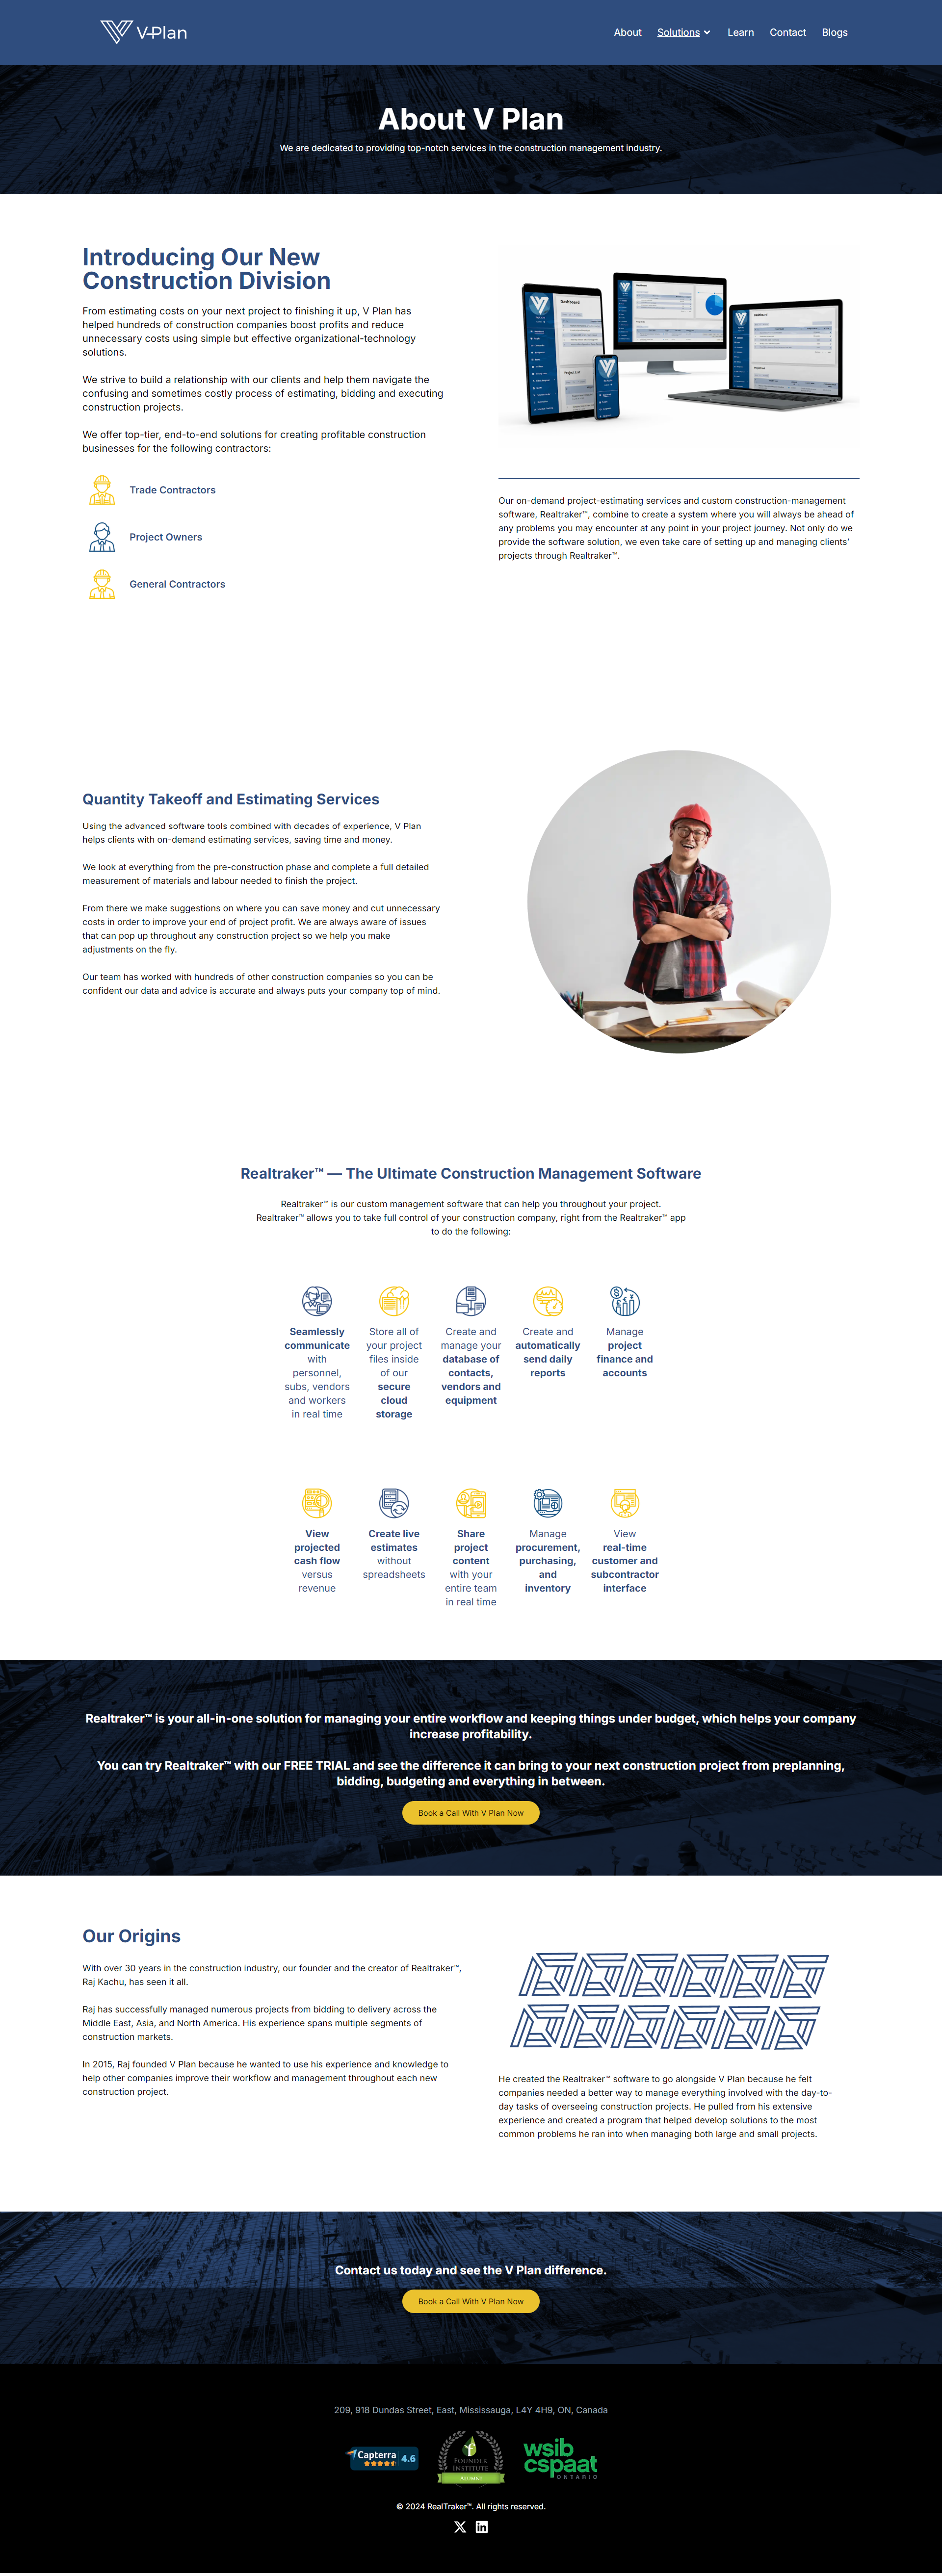 V-Plan
About Solutions Learn Contact Blogs
About V Plan
We are dedicated to providing top-notch services in the construction management industry.
Introducing Our New
Construction Division
From estimating costs on your next project to finishing it up, V Plan has
helped hundreds of construction companies boost profits and reduce
unnecessary costs using simple but effective organizational-technology
solutions.
We strive to build a relationship with our clients and help them navigate the
confusing and sometimes costly process of estimating, bidding and executing
construction projects.
We offer top-tier, end-to-end solutions for creating profitable construction
businesses for the following contractors:
Trade Contractors
Project Owners
General Contractors
Dashboard
Dashboard
Dashboard
Our on-demand project-estimating services and custom construction-management
software, Realtraker™, combine to create a system where you will always be ahead of
any problems you may encounter at any point in your project journey. Not only do we
provide the software solution, we even take care of setting up and managing clients'
projects through Realtraker™.
Quantity Takeoff and Estimating Services
Using the advanced software tools combined with decades of experience, V Plan
helps clients with on-demand estimating services, saving time and money.
We look at everything from the pre-construction phase and complete a full detailed
measurement of materials and labour needed to finish the project.
From there we make suggestions on where you can save money and cut unnecessary
costs in order to improve your end of project profit. We are always aware of issues
that can pop up throughout any construction project so we help you make
adjustments on the fly.
Our team has worked with hundreds of other construction companies so you can be
confident our data and advice is accurate and always puts your company top of mind.
Realtraker™ — The Ultimate Construction Management Software
Realtraker™ is our custom management software that can help you throughout your project.
Realtraker™ allows you to take full control of your construction company, right from the Realtraker™ app
to do the following:
Seamlessly
communicate
with
personnel,
subs, vendors
and workers
in real time
Store all of
your project
files inside
of our
secure
cloud
storage
Create and
manage your
database of
contacts,
vendors and
equipment
Create and
automatically
send daily
reports
Manage
project
finance and
accounts
View
projected
cash flow
versus
revenue
Create live
estimates
without
spreadsheets
Share
project
content
with your
entire team
in real time
Manage
procurement,
purchasing,
and
inventory
View
real-time
customer and
subcontractor
interface
Realtraker™ is your all-in-one solution for managing your entire workflow and keeping things under budget, which helps your company
increase profitability.
You can try Realtraker™ with our FREE TRIAL and see the difference it can bring to your next construction project from preplanning,
bidding, budgeting and everything in between.
Book a Call With V Plan Now
Our Origins
With over 30 years in the construction industry, our founder and the creator of Realtraker™,
Raj Kachu, has seen it all.
Raj has successfully managed numerous projects from bidding to delivery across the
Middle East, Asia, and North America. His experience spans multiple segments of
construction markets.
In 2015, Raj founded V Plan because he wanted to use his experience and knowledge to
help other companies improve their workflow and management throughout each new
construction project.
He created the Realtraker™ software to go alongside V Plan because he felt
companies needed a better way to manage everything involved with the day-to-
day tasks of overseeing construction projects. He pulled from his extensive
experience and created a program that helped develop solutions to the most
common problems he ran into when managing both large and small projects.
Contact us today and see the V Plan difference.
Book a Call With V Plan Now
209, 918 Dundas Street, East, Mississauga, L4Y 4H9, ON, Canada
Capterra 4.6
FOUNDER
INSTITUTE
ALUMNI
wsib
cspaat
ONTARIO
© 2024 RealTraker™. All rights reserved.